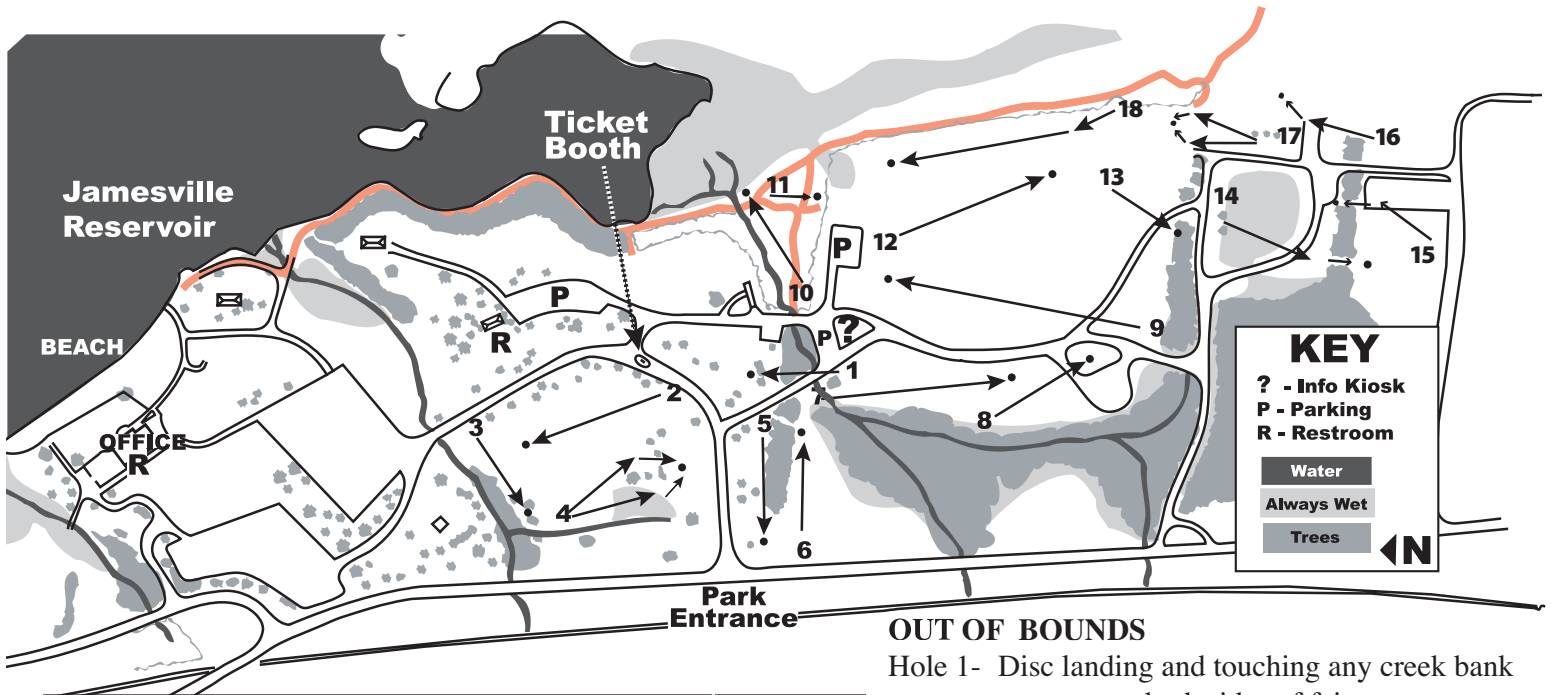 Ticket
Booth
Jamesville
Reservoir
BEACH
OFFICE
R
P
R
P
P
?
1
2
3
4
5
6
7
8
9
10
11
12
13
14
15
16
17
18
Park
Entrance
KEY
? - Info Kiosk
P - Parking
R - Restroom
Water
Always Wet
Trees
N
OUT OF BOUNDS
Hole 1- Disc landing and touching any creek bank